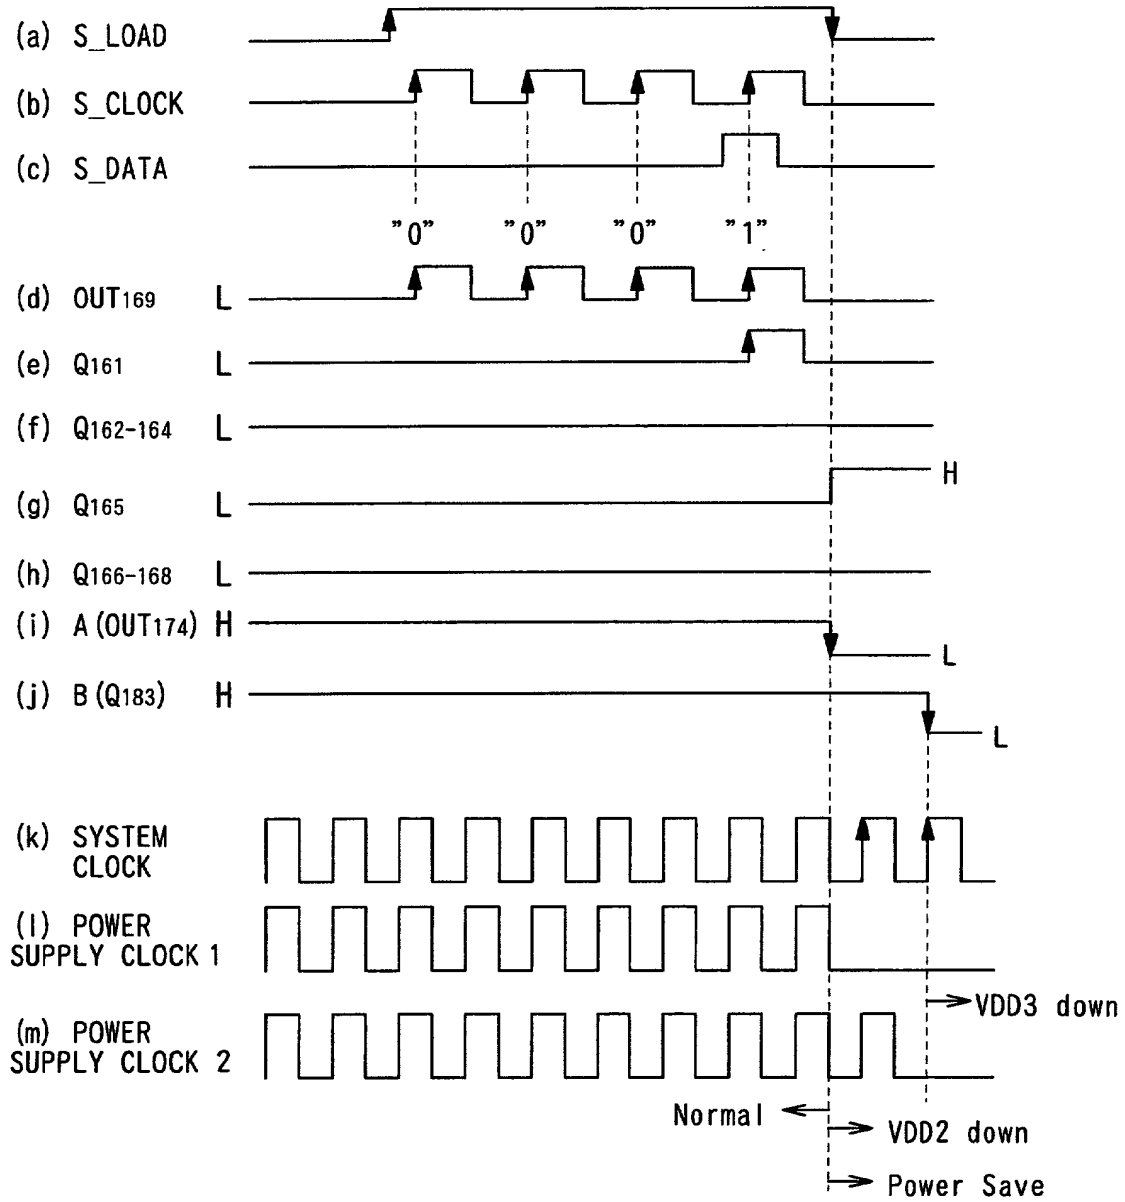 (a) S_LOAD
(b) S_CLOCK
(c) S_DATA
"0" "0" "0" "1"
(d) OUT169 L
(e) Q161 L
(f) Q162-164 L
H
(g) Q165 L
(h) Q166-168 L
(i) A(OUT174) H
L
(j) B(Q183) H
L
(k) SYSTEM
CLOCK
(l) POWER
SUPPLY CLOCK 1
VDD3 down
(m) POWER
SUPPLY CLOCK 2
Normal
VDD2 down
Power Save